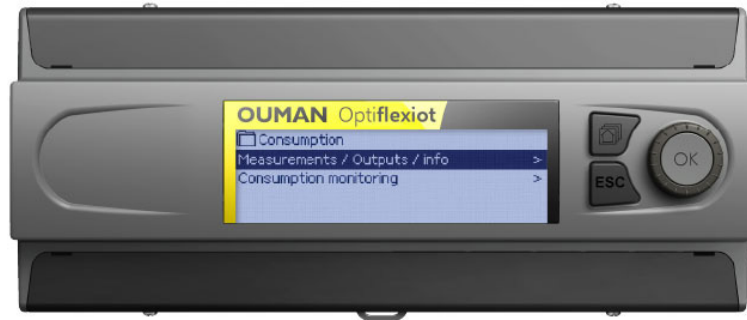 OUMAN Optiflexiot
Consumption
Measurements / Outputs / info >
Consumption monitoring >
OK
ESC